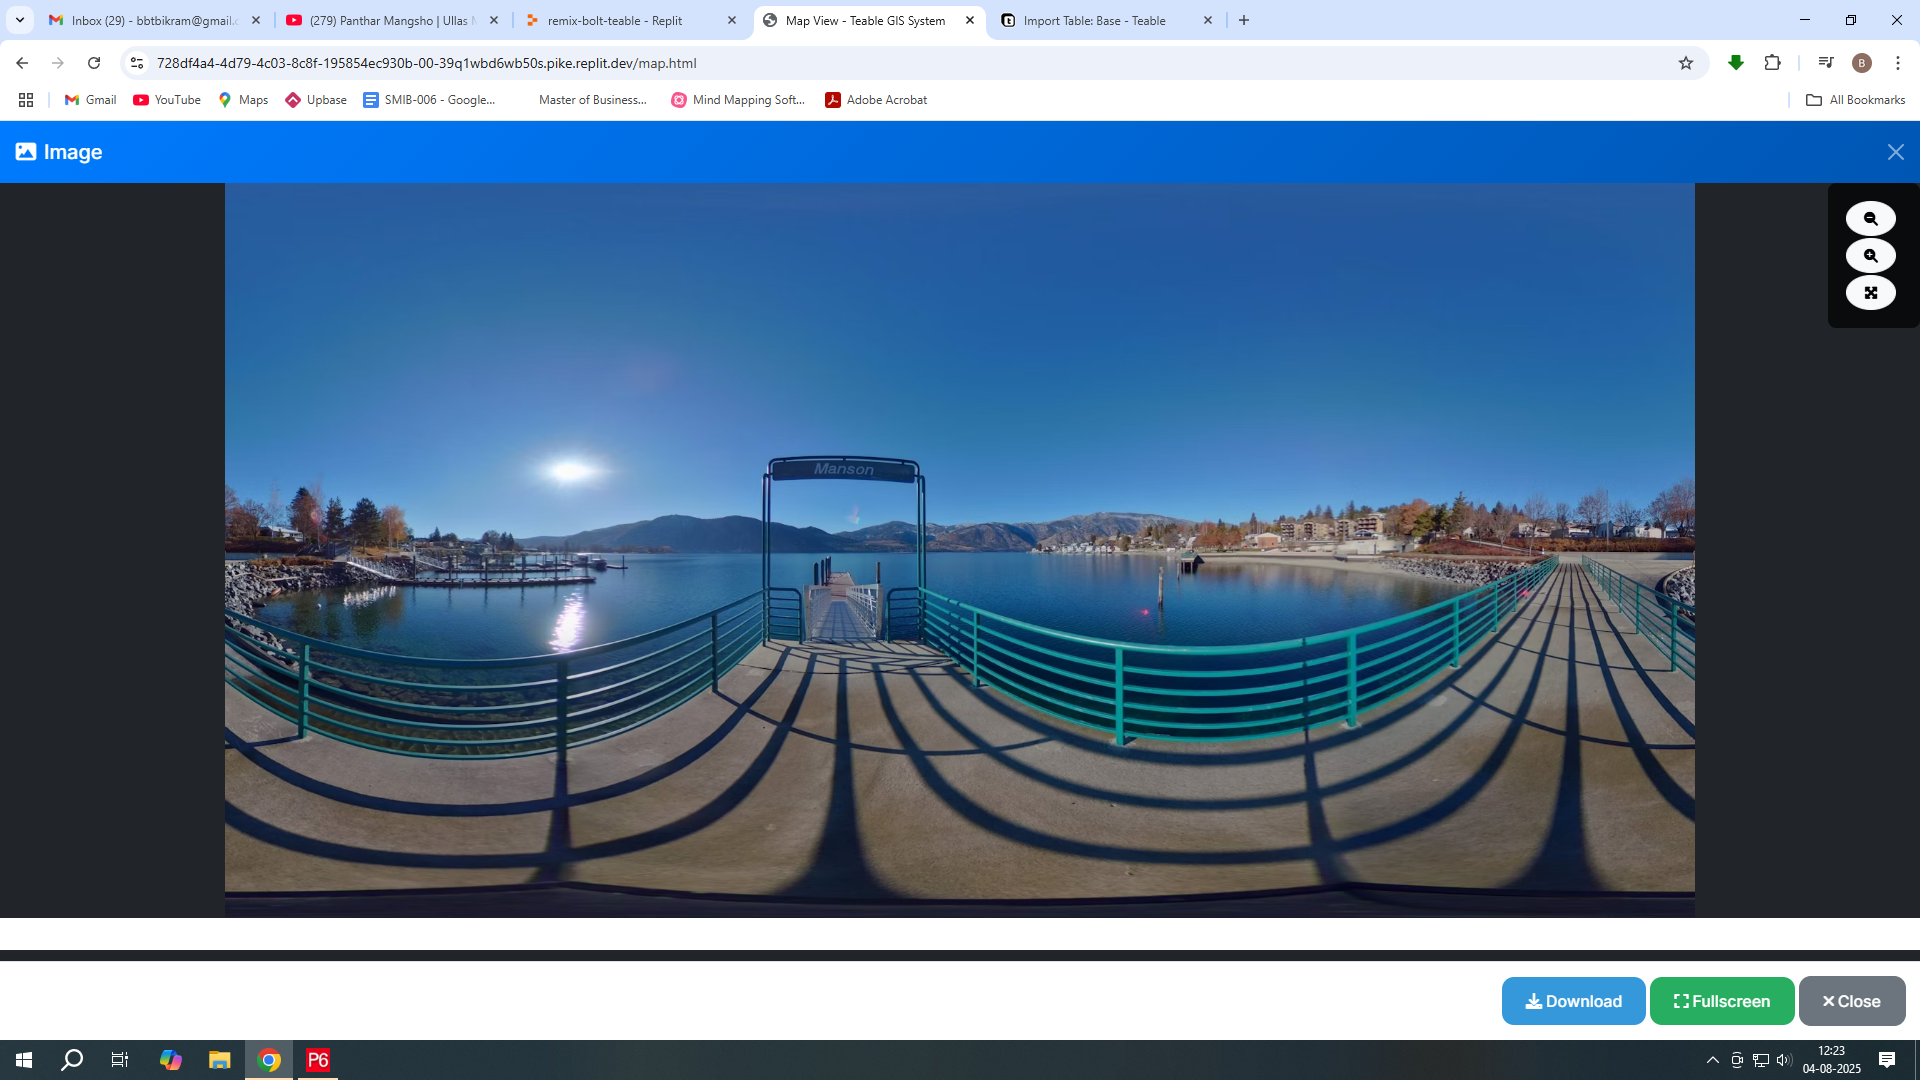 Inbox (29) - bbtbikram@gmail.c
(279) Panthar Mangsho | Ullas M
remix-bolt-teable - Replit
Map View - Teable GIS System
Import Table: Base - Teable
728df4a4-4d79-4c03-8c8f-195854ec930b-00-39q1wbd6wb50s.pike.replit.dev/map.html
B
Gmail
YouTube
Maps
Upbase
SMIB-006 - Google...
Master of Business...
Mind Mapping Soft...
Adobe Acrobat
All Bookmarks
Image
Manson
Download
Fullscreen
Close
P6
12:23
04-08-2025